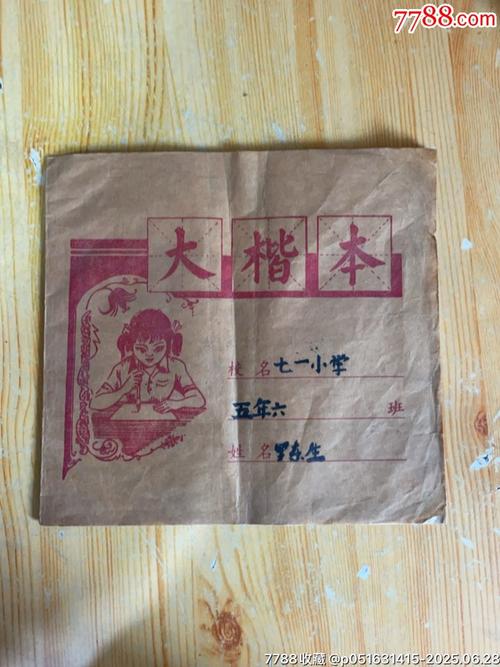 7788.com
大楷本
校名 七一小学
五年六 班
姓名 罗东生
7788收藏 @p051631415-2025.06.28